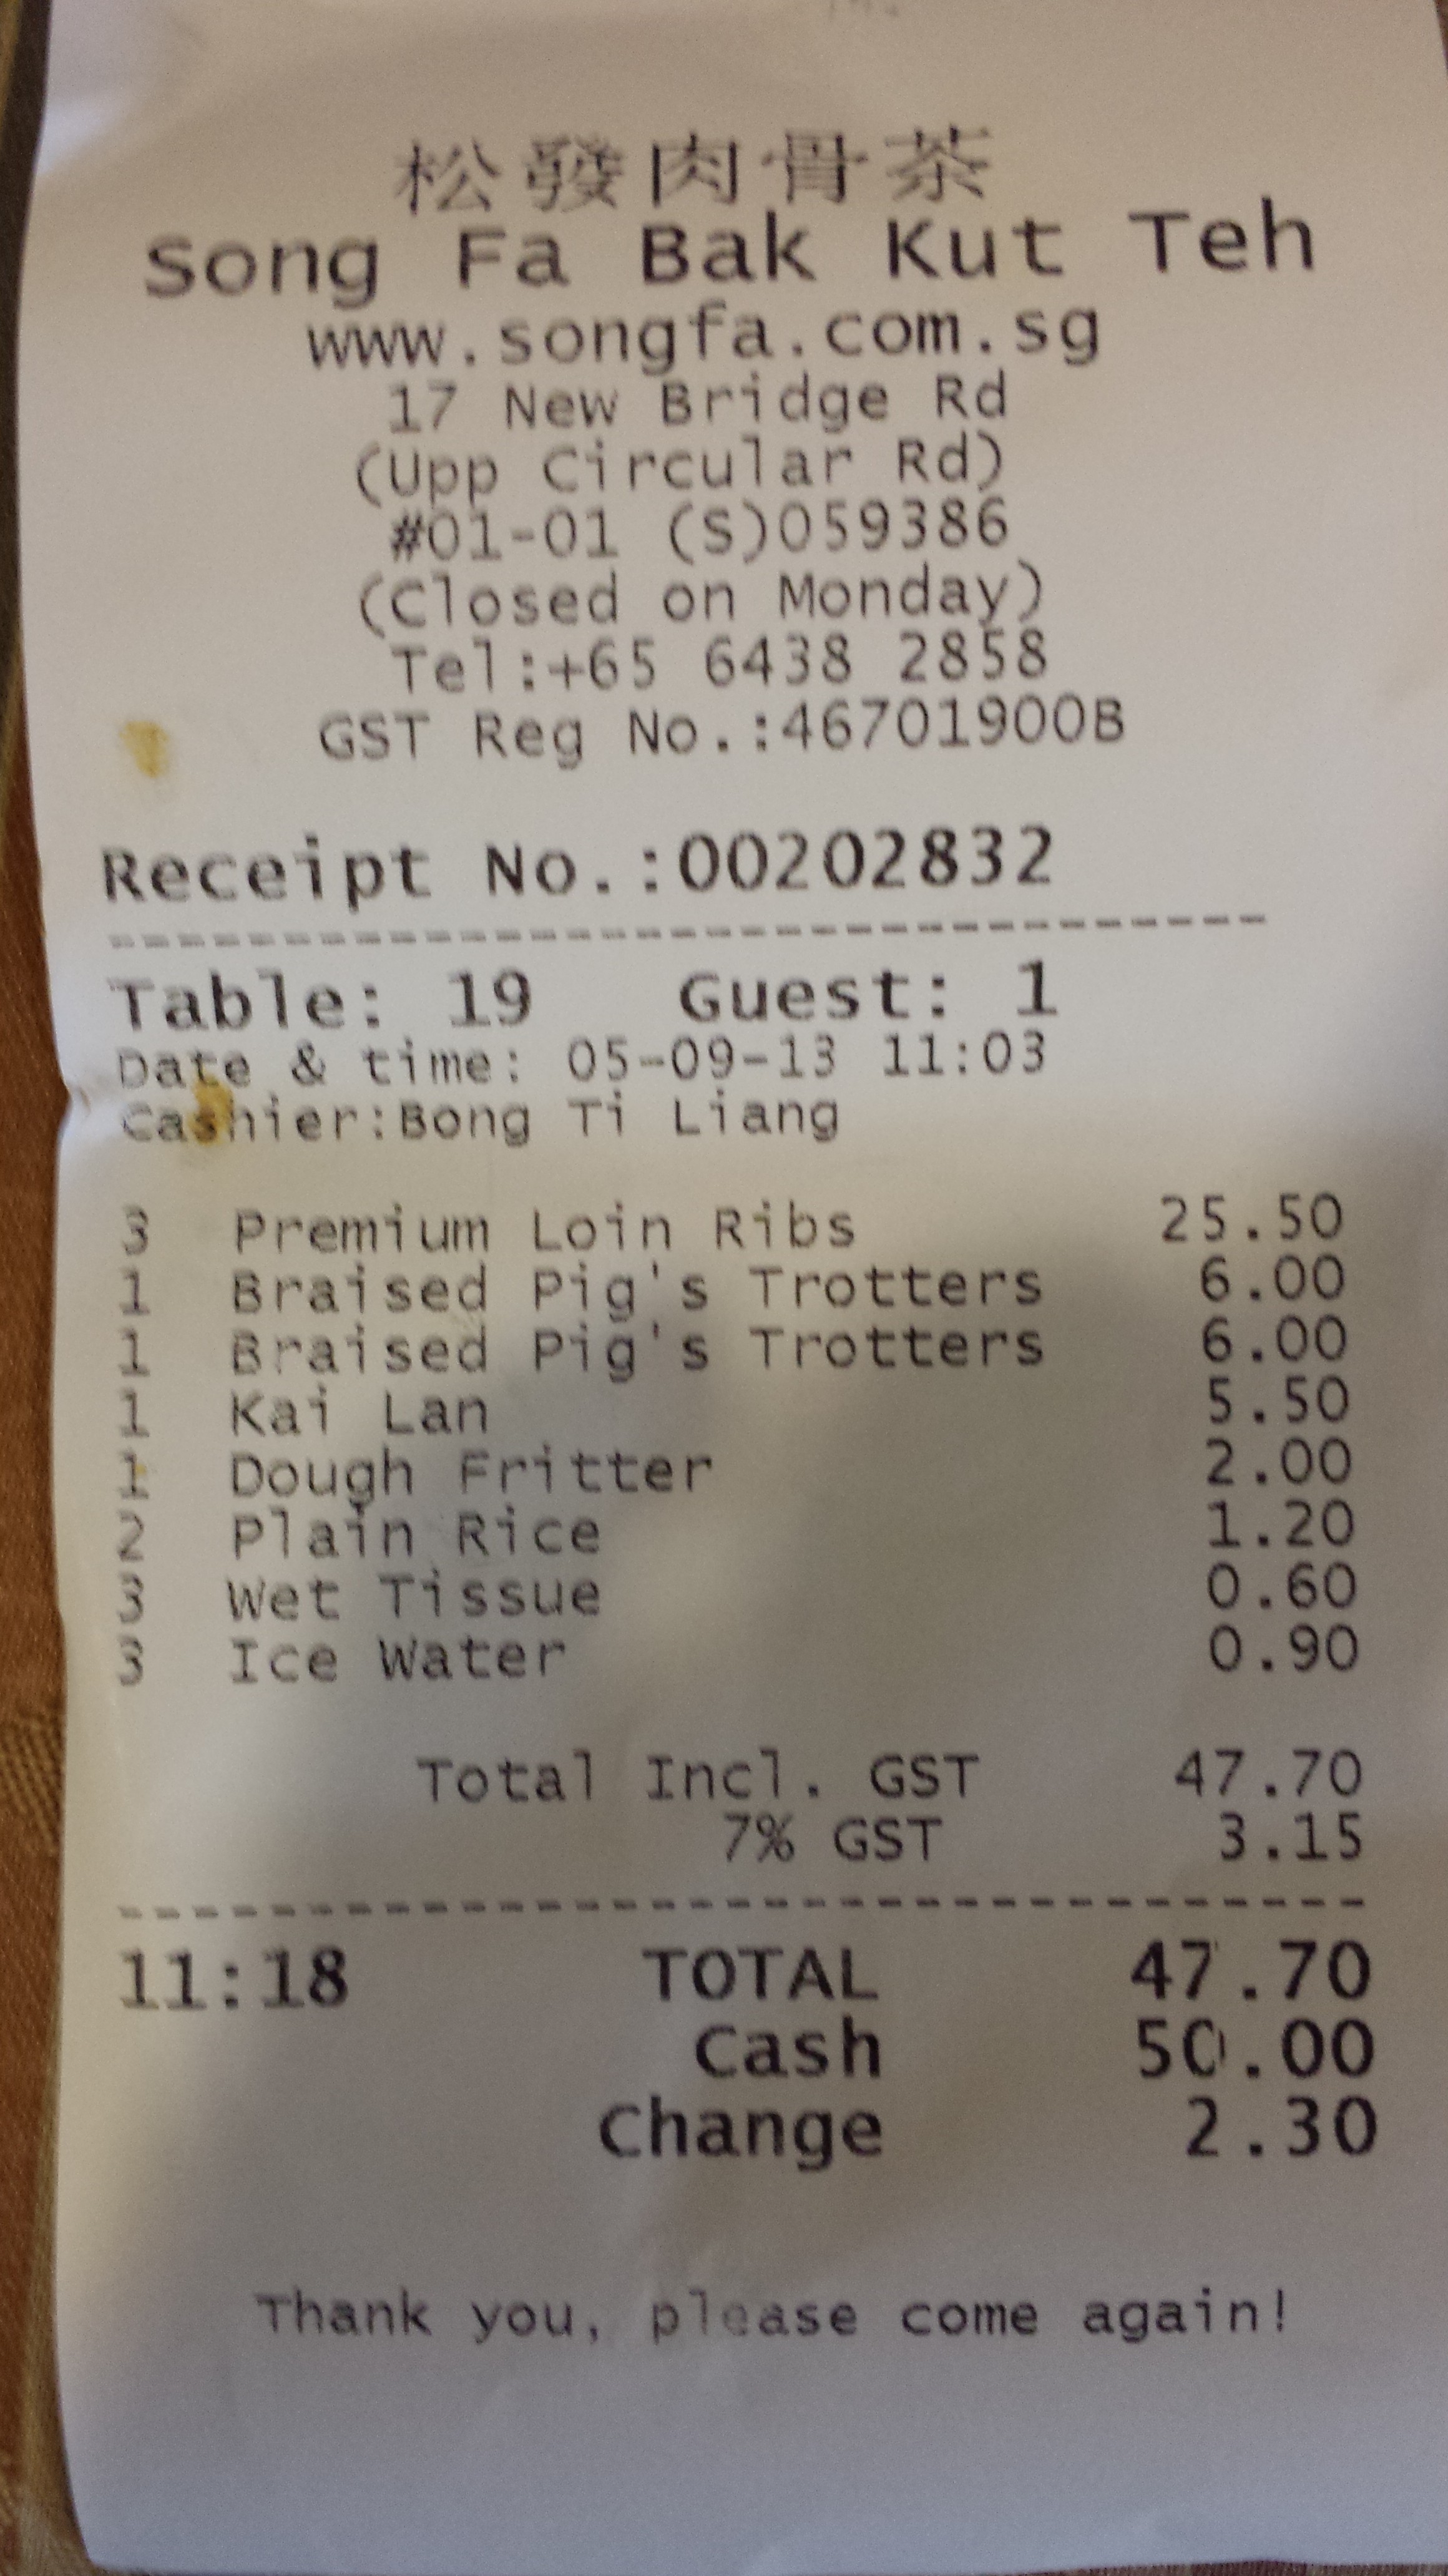 松發肉骨茶
Song Fa Bak Kut Teh
www.songfa.com.sg
17 New Bridge Rd
(Upp Circular Rd)
#01-01 (S)059386
(Closed on Monday)
Tel:+65 6438 2858
GST Reg No.:46701900B
Receipt No.:00202832
Table: 19 Guest: 1
Date & time: 05-09-13 11:03
Cashier:Bong Ti Liang
3 Premium Loin Ribs 25.50
1 Braised Pig's Trotters 6.00
1 Braised Pig's Trotters 6.00
1 Kai Lan 5.50
1 Dough Fritter 2.00
2 Plain Rice 1.20
3 Wet Tissue 0.60
3 Ice Water 0.90
Total Incl. GST 47.70
7% GST 3.15
11:18 TOTAL 47.70
Cash 50.00
Change 2.30
Thank you, please come again!